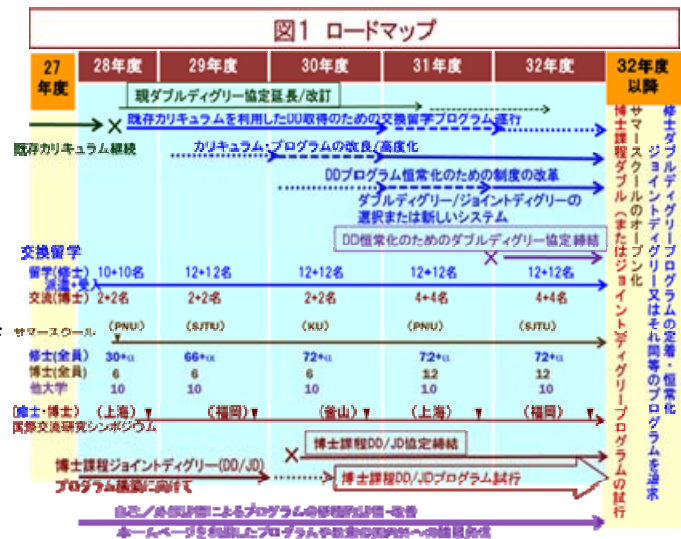 図1 ロードマップ
27年度 28年度 29年度 30年度 31年度 32年度 32年度以降
現ダブルディグリー協定延長/改訂
既存カリキュラムを利用したDD取得のための交換留学プログラム遂行
既存カリキュラム継続
カリキュラム・プログラムの改良/高度化
DDプログラム恒常化のための制度の改革
ダブルディグリー/ジョイントディグリーの
選択または新しいシステム
DD恒常化のためのダブルディグリー協定締結
交換留学
留学(修士) 10+10名 12+12名 12+12名 12+12名 12+12名
派遣・受入
交流(博士) 2+2名 2+2名 2+2名 4+4名 4+4名
サマースクール (PNU) (SJTU) (KU) (PNU) (SJTU)
修士(全員) 30+α 66+α 72+α 72+α 72+α
博士(全員) 6 6 6 12 12
他大学 10 10 10 10 10
(修士・博士) (上海) (福岡) (釜山) (上海) (福岡)
国際交流研究シンポジウム
博士課程DD/JD協定締結
博士課程ジョイントディグリー(DD/JD)
プログラム構築に向けて
博士課程DD/JDプログラム試行
ホームページを利用したプログラム
修士ダブルディグリープログラムの定着・恒常化
ジョイントディグリー又はそれ同等のプログラムを追求
サマースクールのオープン化
博士課程ダブル(またはジョイント)ディグリープログラムの試行